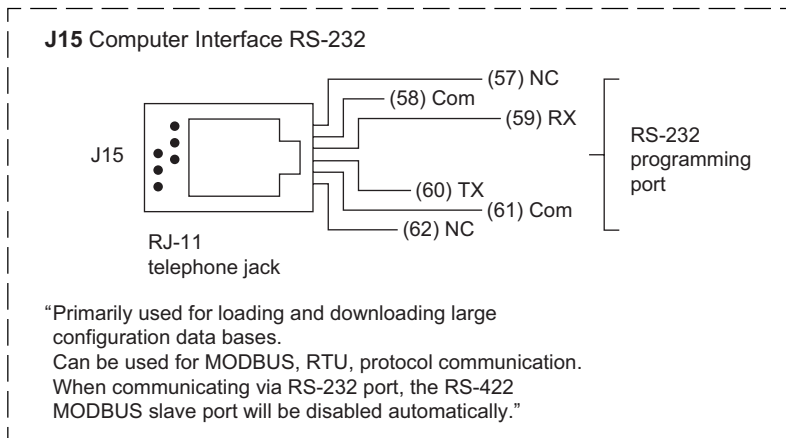 J15 Computer Interface RS-232
(57) NC
(58) Com
(59) RX
J15
RS-232
programming
port
(60) TX
(61) Com
(62) NC
RJ-11
telephone jack
“Primarily used for loading and downloading large
configuration data bases.
Can be used for MODBUS, RTU, protocol communication.
When communicating via RS-232 port, the RS-422
MODBUS slave port will be disabled automatically.”